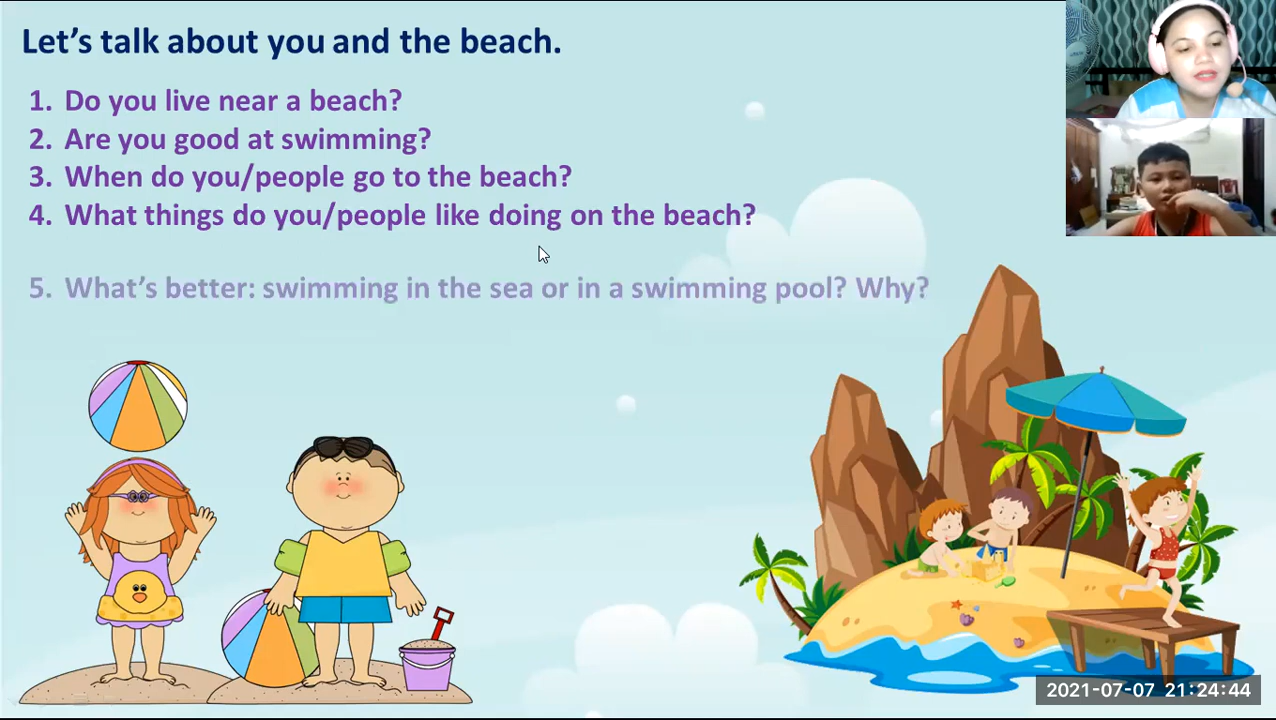 Let's talk about you and the beach.
1. Do you live near a beach?
2. Are you good at swimming?
3. When do you/people go to the beach?
4. What things do you/people like doing on the beach?
5. What's better: swimming in the sea or in a swimming pool? Why?
2021-07-07 21:24:44